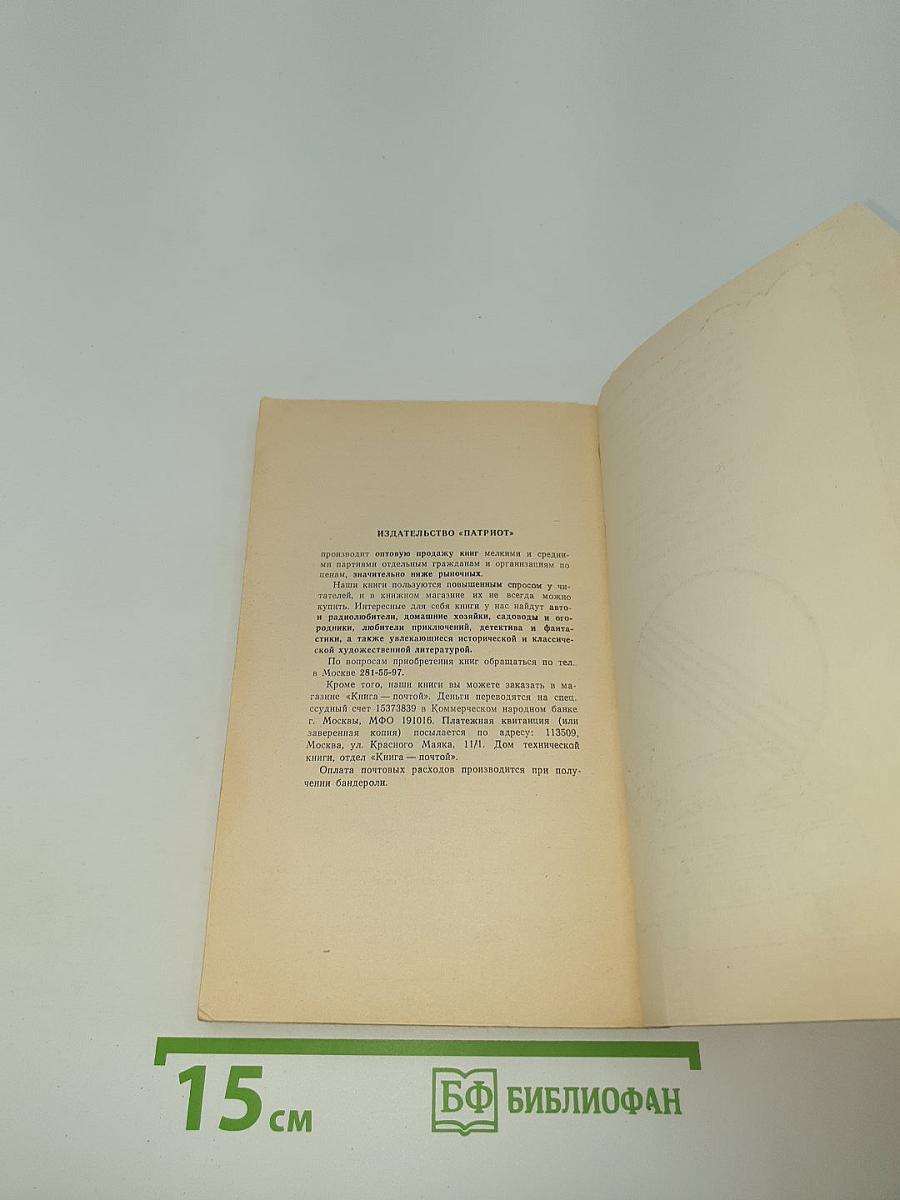 ИЗДАТЕЛЬСТВО «ПАТРИОТ»
производит оптовую продажу книг мелкими и средни-
ми партиями отдельным гражданам и организациям по
ценам, значительно ниже рыночных.
Наши книги пользуются повышенным спросом у чи-
тателей, и в книжном магазине их не всегда можно
купить. Интересные для себя книги у нас найдут авто-
и радиолюбители, домашние хозяйки, садоводы и ого-
родники, любители приключений, детектива и фанта-
стики, а также увлекающиеся исторической и классиче-
ской художественной литературой.
По вопросам приобретения книг обращаться по тел.
в Москве 281-55-97.
Кроме того, наши книги вы можете заказать в ма-
газине «Книга — почтой». Деньги переводятся на спец.
ссудный счет 15373839 в Коммерческом народном банке
г. Москвы, МФО 191016. Платежная квитанция (или
заверенная копия) посылается по адресу: 113509,
Москва, ул. Красного Маяка, 11/1. Дом технической
книги, отдел «Книга — почтой».
Оплата почтовых расходов производится при полу-
чении бандероли.
15 см
БФ БИБЛИОФАН